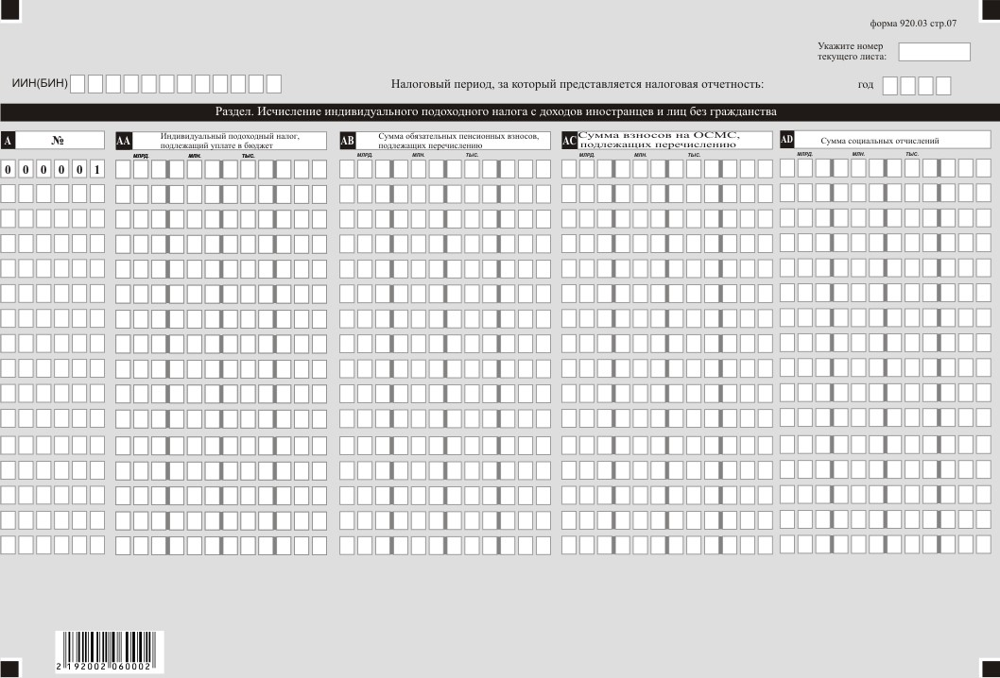 форма 920.03 стр.07
Укажите номер
текущего листа:
ИИН(БИН)
Налоговый период, за который представляется налоговая отчетность:
год
Раздел. Исчисление индивидуального подоходного налога с доходов иностранцев и лиц без гражданства
A
№
AA
Индивидуальный подоходный налог,
подлежащий уплате в бюджет
AB
Сумма обязательных пенсионных взносов,
подлежащих перечислению
AC
Сумма взносов на ОСМС,
подлежащих перечислению
AD
Сумма социальных отчислений
МЛРД. МЛН. ТЫС.
МЛРД. МЛН. ТЫС.
МЛРД. МЛН. ТЫС.
МЛРД. МЛН. ТЫС.
0 0 0 0 0 1
2 192002 060002